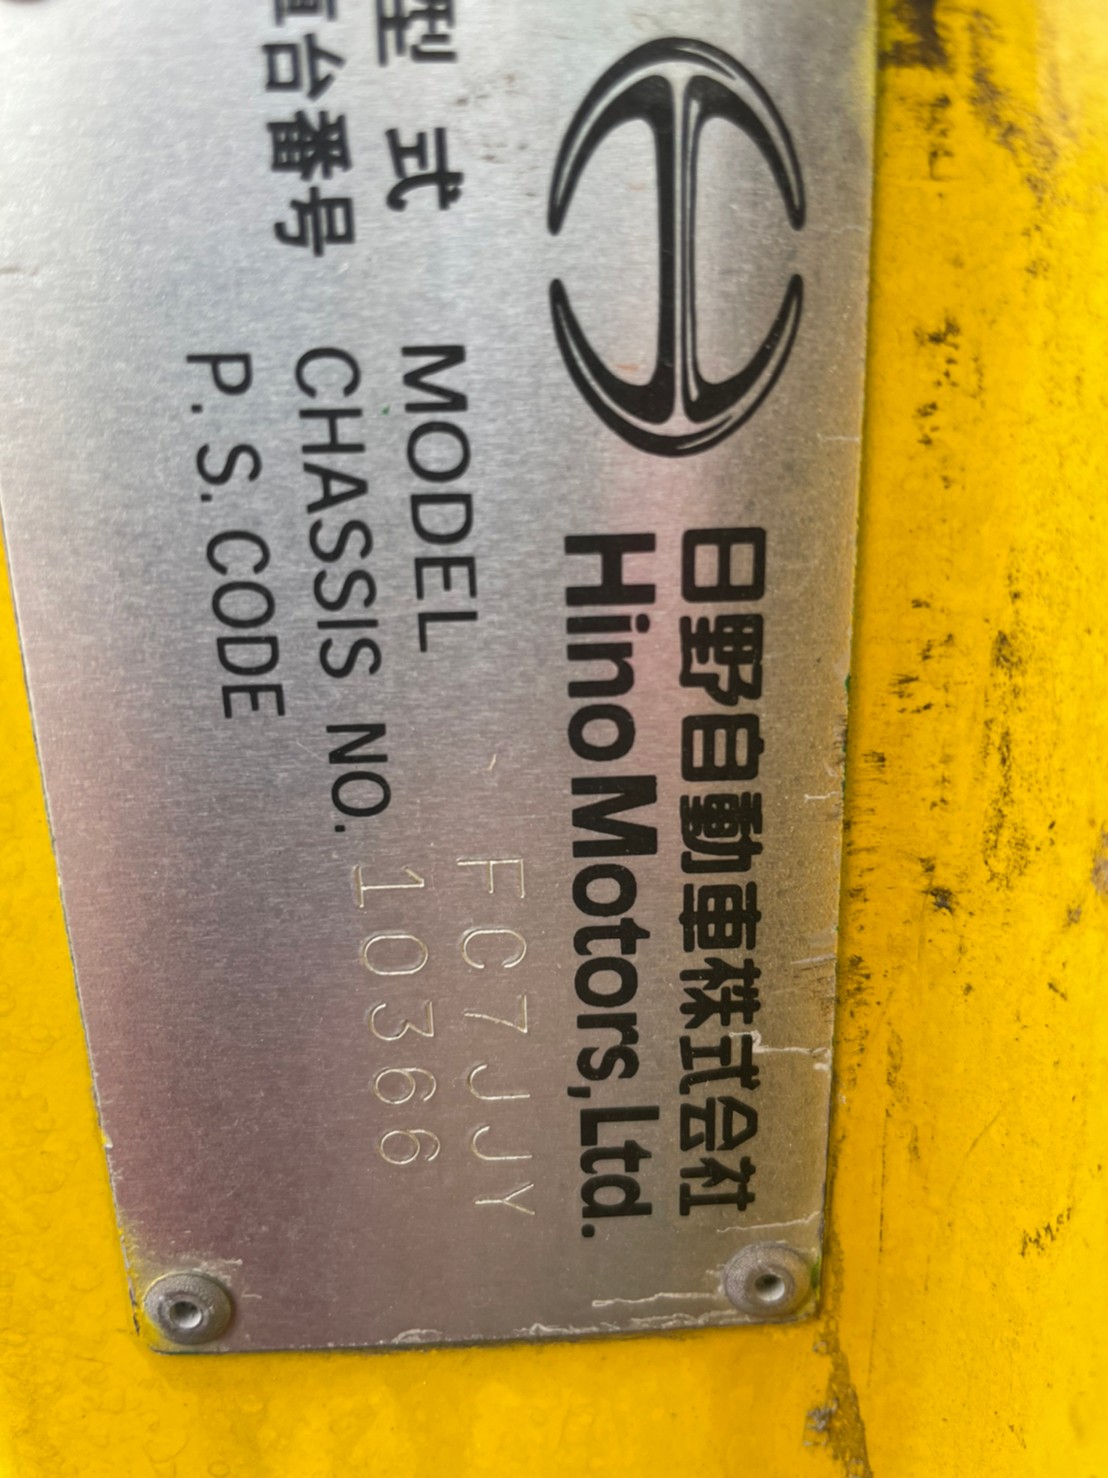 日野自動車株式会社
Hino Motors, Ltd.
型式 MODEL FC7JJY
車台番号 CHASSIS NO. 10366
P.S. CODE